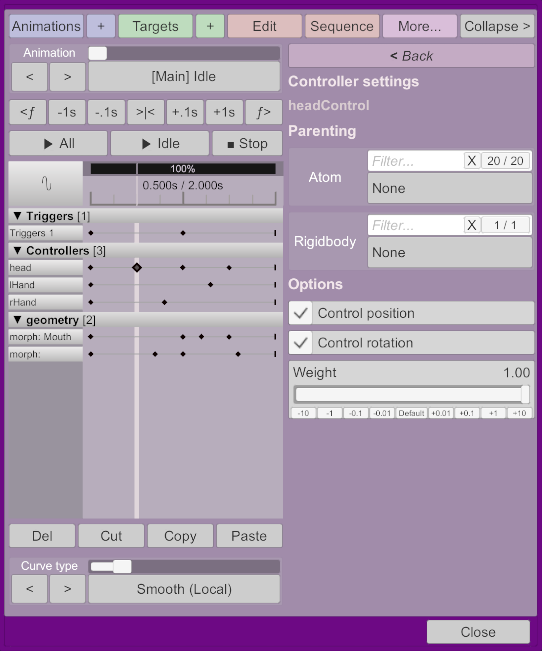 Animations + Targets + Edit Sequence More... Collapse >
Animation
< > [Main] Idle
<ƒ -1s -.1s >|< +.1s +1s ƒ>
▶ All ▶ Idle ■ Stop
100%
0.500s / 2.000s
▼ Triggers [1]
Triggers 1
▼ Controllers [3]
head
lHand
rHand
▼ geometry [2]
morph: Mouth
morph:
Del Cut Copy Paste
Curve type
< > Smooth (Local)
< Back
Controller settings
headControl
Parenting
Atom
Filter... X 20 / 20
None
Rigidbody
Filter... X 1 / 1
None
Options
Control position
Control rotation
Weight 1.00
-10 -1 -0.1 -0.01 Default +0.01 +0.1 +1 +10
Close